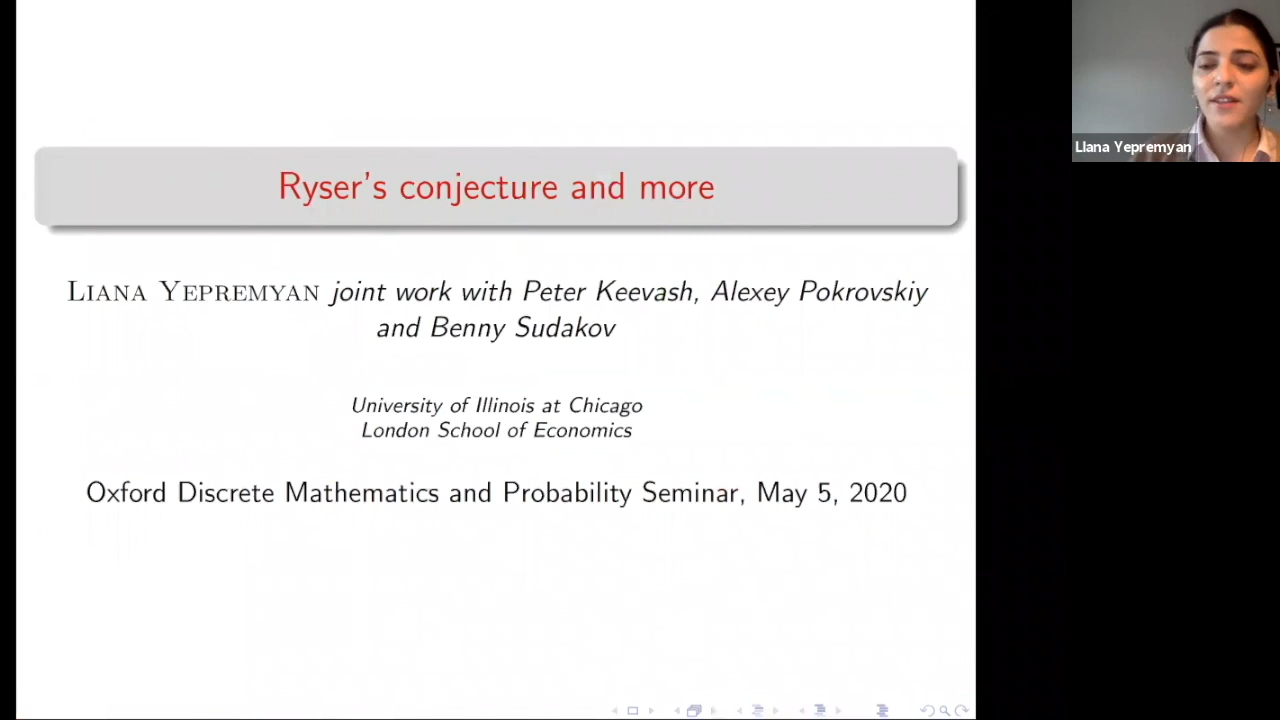 Ryser's conjecture and more
LIANA YEPREMYAN joint work with Peter Keevash, Alexey Pokrovskiy
and Benny Sudakov
University of Illinois at Chicago
London School of Economics
Oxford Discrete Mathematics and Probability Seminar, May 5, 2020
LIana Yepremyan